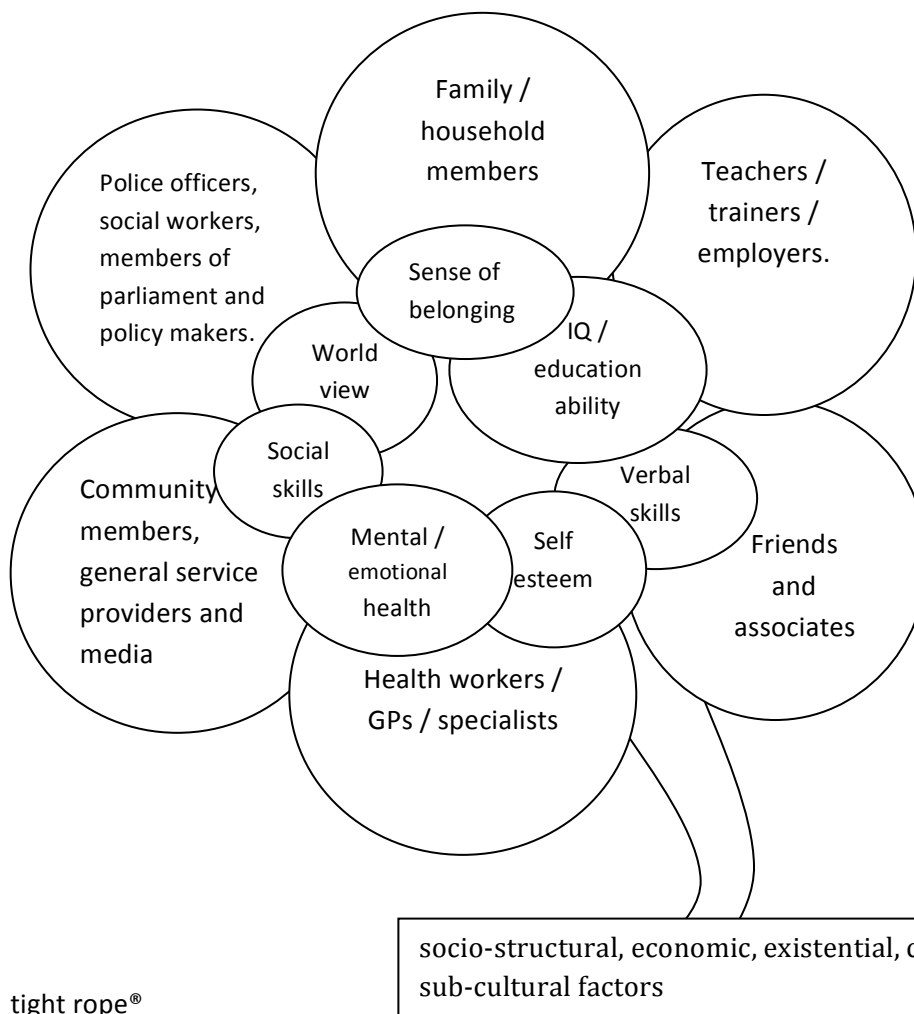 Family /
household
members
Police officers,
social workers,
members of
parliament and
policy makers.
Teachers /
trainers /
employers.
Sense of
belonging
World
view
IQ /
education
ability
Social
skills
Verbal
skills
Community
members,
general service
providers and
media
Mental /
emotional
health
Self
esteem
Friends
and
associates
Health workers /
GPs / specialists
socio-structural, economic, existential,
sub-cultural factors
tight rope®